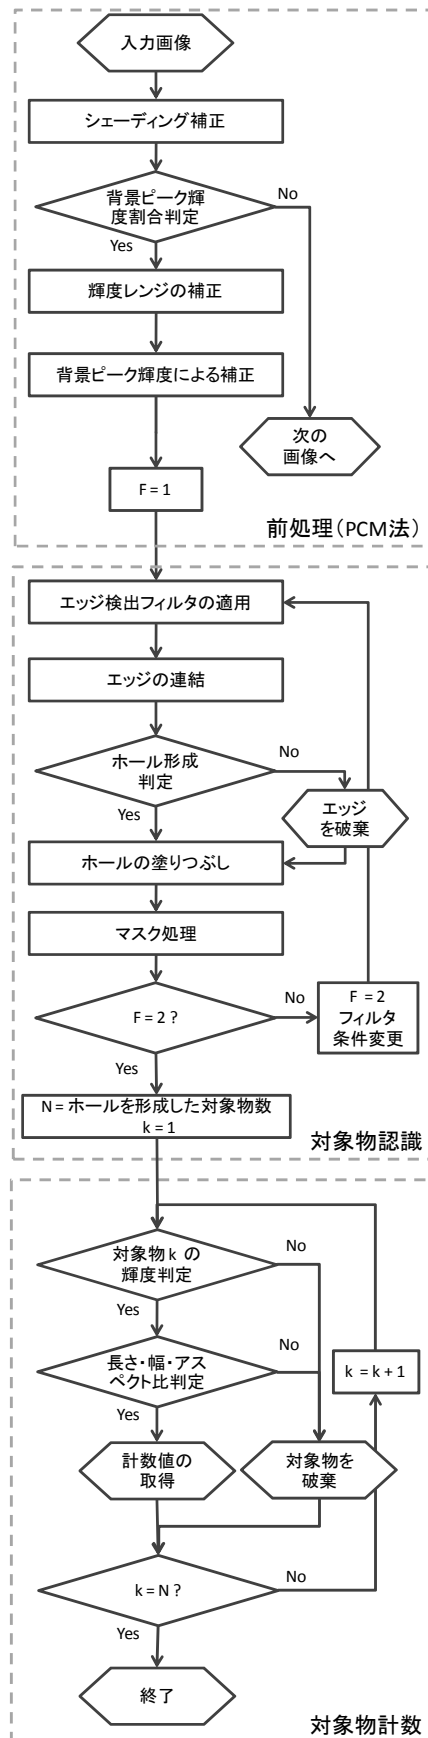 入力画像
シェーディング補正
背景ピーク輝
度割合判定
No
Yes
輝度レンジの補正
背景ピーク輝度による補正
次の
画像へ
F = 1
前処理(PCM法)
エッジ検出フィルタの適用
エッジの連結
ホール形成
判定
No
Yes
エッジ
を破棄
ホールの塗りつぶし
マスク処理
F = 2 ?
No
F = 2
フィルタ
条件変更
Yes
N = ホールを形成した対象物数
k = 1
対象物認識
対象物 k の
輝度判定
No
Yes
長さ・幅・アス
ペクト比判定
No
k = k + 1
Yes
計数値の
取得
対象物を
破棄
k = N ?
No
Yes
終了
対象物計数